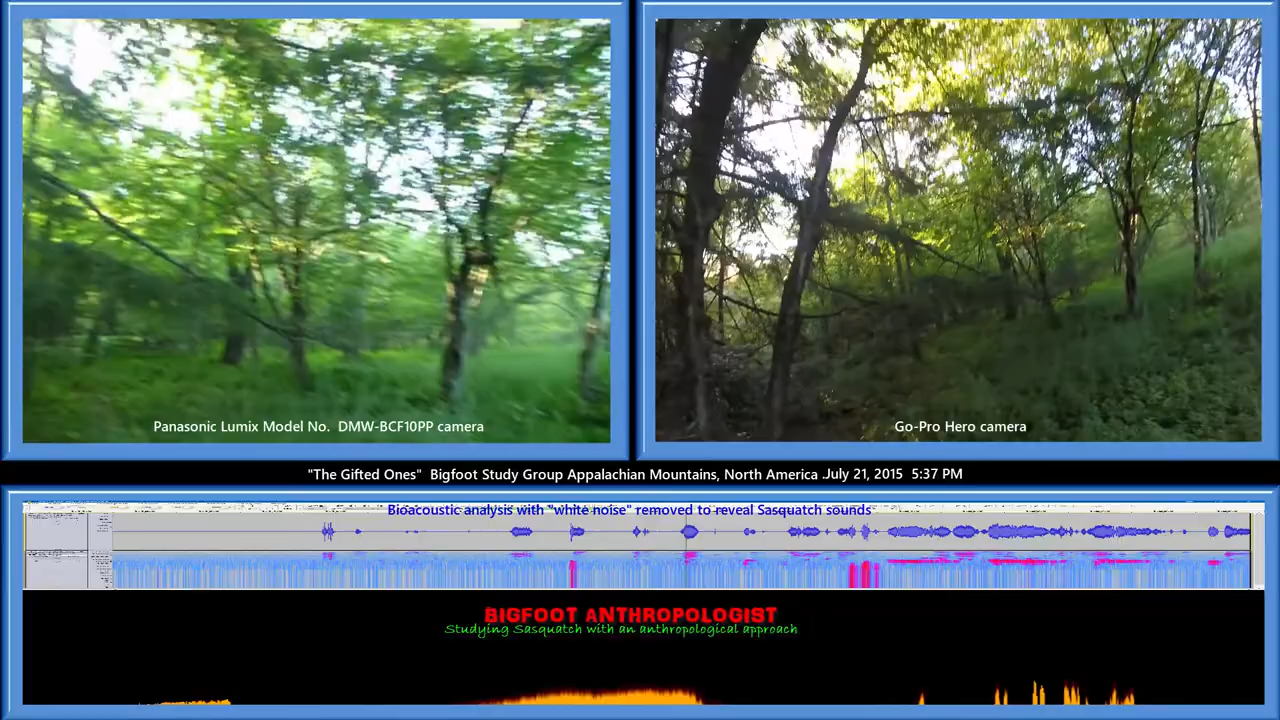 Panasonic Lumix Model No.  DMW-BCF10PP camera
Go-Pro Hero camera
"The Gifted Ones"  Bigfoot Study Group Appalachian Mountains, North America .July 21, 2015  5:37 PM
Bioacoustic analysis with "white noise" removed to reveal Sasquatch sounds
BIGFOOT ANTHROPOLOGIST
Studying Sasquatch with an anthropological approach